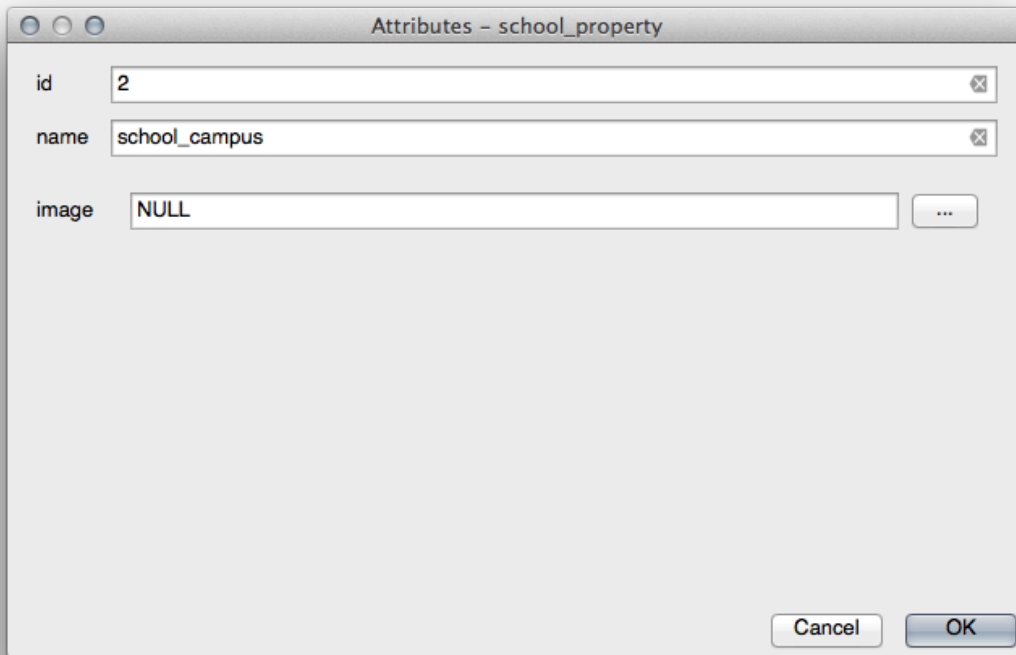 Attributes – school_property
id 2
name school_campus
image NULL ...
Cancel OK